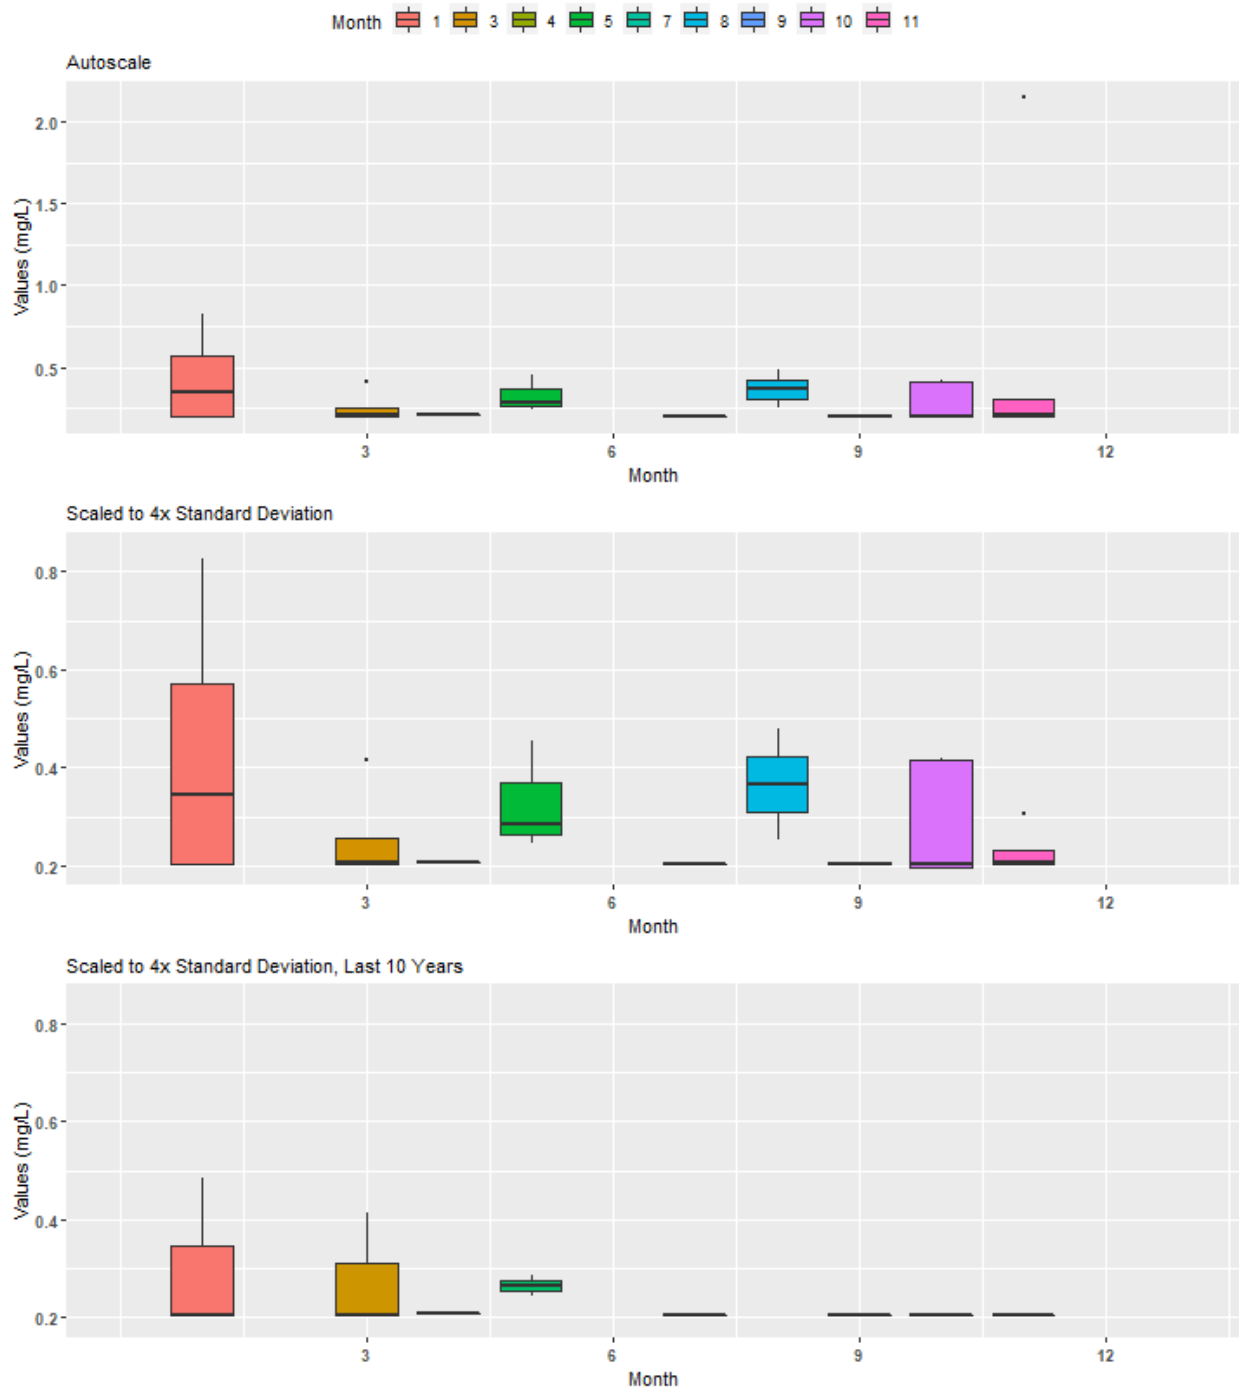 Month 1 3 4 5 7 8 9 10 11
Autoscale
Values (mg/L)
2.0
1.5
1.0
0.5
3 6 9 12
Month
Scaled to 4x Standard Deviation
Values (mg/L)
0.8
0.6
0.4
0.2
3 6 9 12
Month
Scaled to 4x Standard Deviation, Last 10 Years
Values (mg/L)
0.8
0.6
0.4
0.2
3 6 9 12
Month